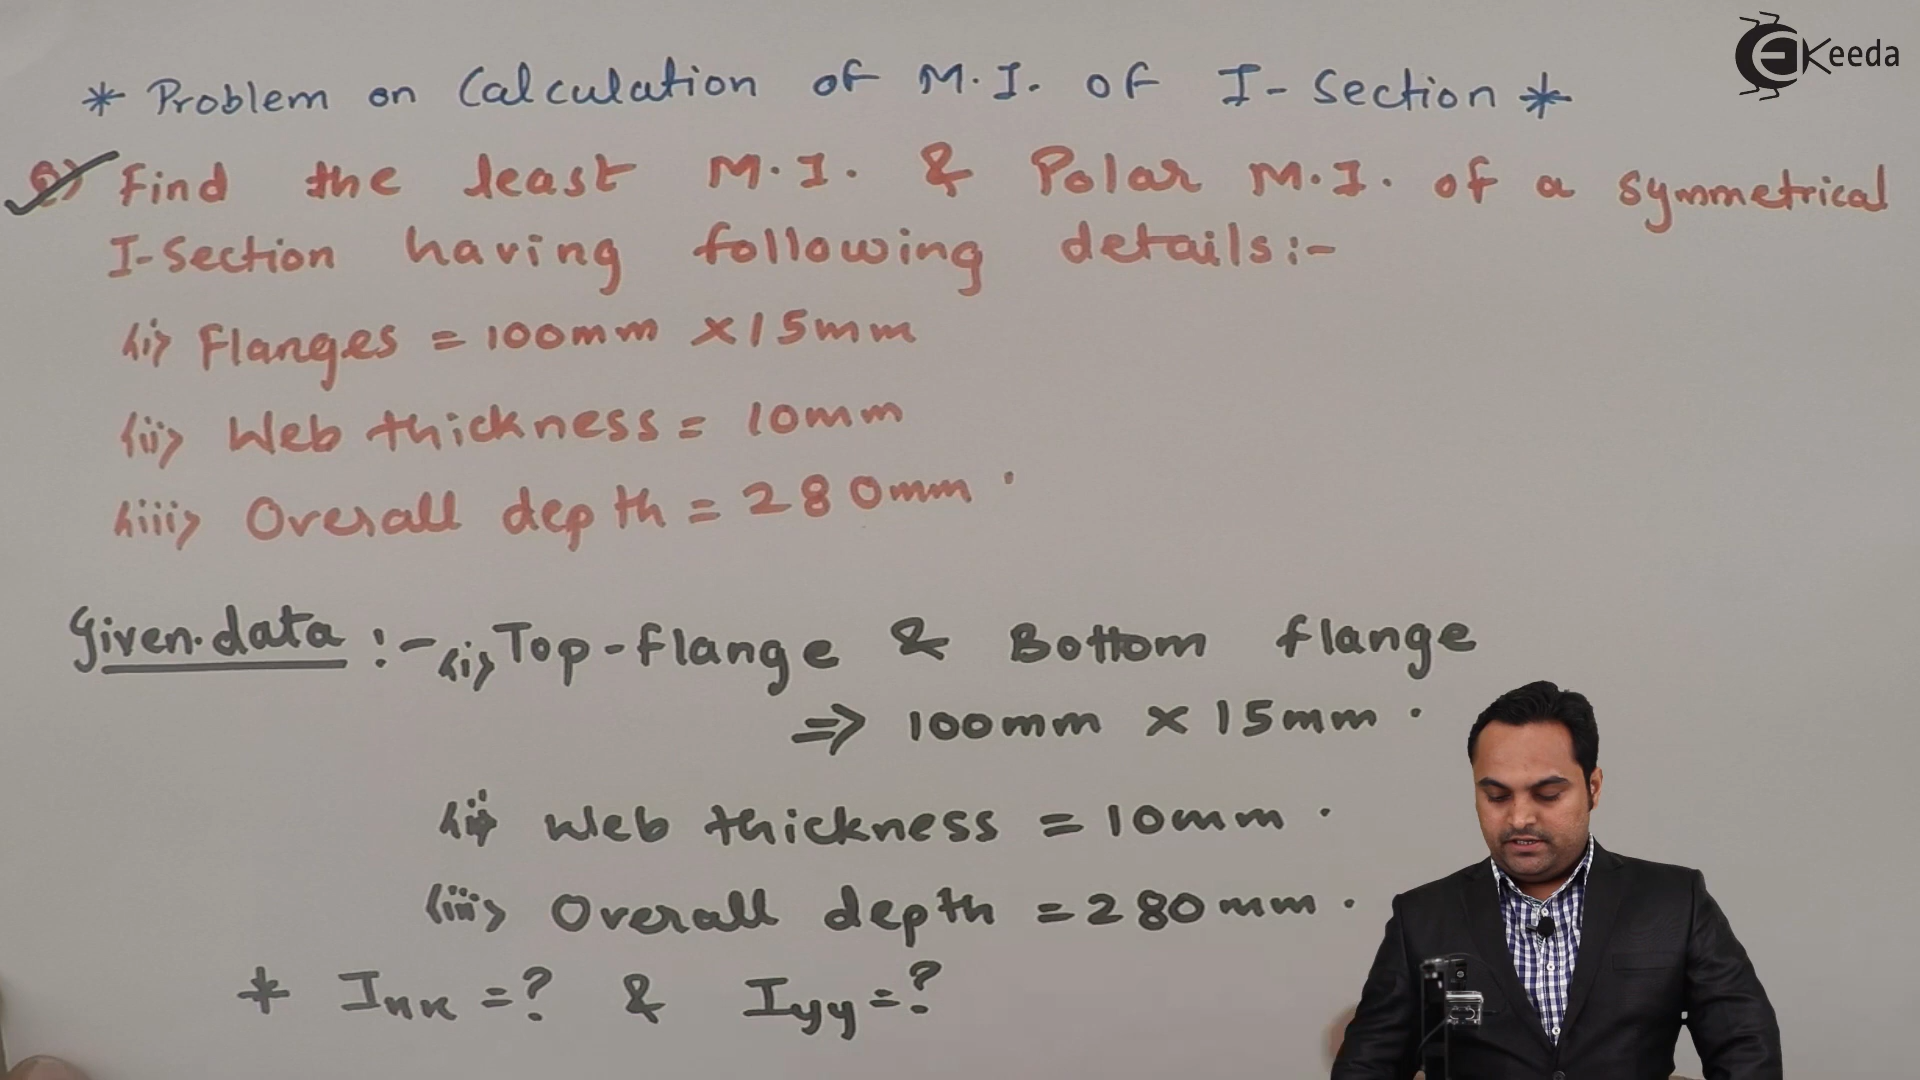 EKeeda
* Problem on Calculation of M.I. of I-Section *
Q) Find the least M.I. & Polar M.I. of a symmetrical
I-Section having following details:-
(i) Flanges = 100mm x 15mm
(ii) Web thickness = 10mm
(iii) Overall depth = 280mm.
Given data :- (i) Top-flange & Bottom flange
=> 100mm x 15mm.
(ii) Web thickness = 10mm.
(iii) Overall depth = 280mm.
* Ixx = ? & Iyy = ?